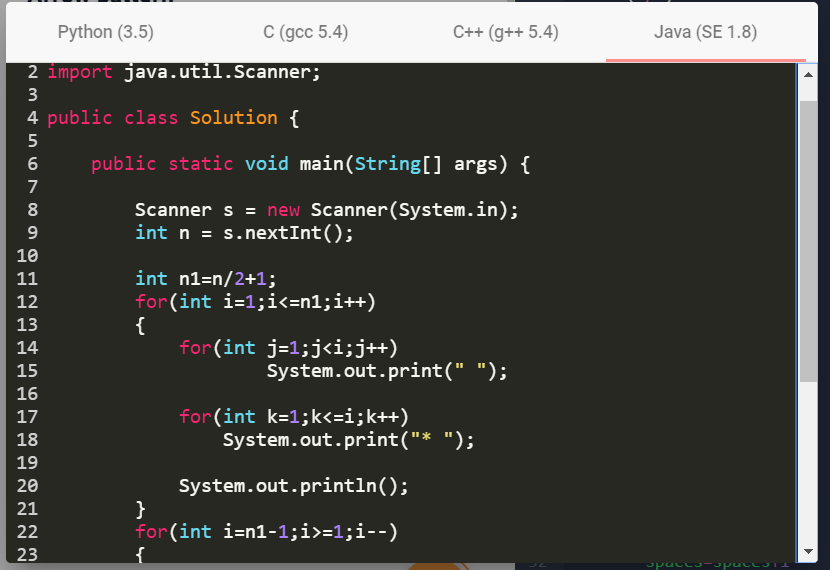 Arrow pattern
Python (3.5) C (gcc 5.4) C++ (g++ 5.4) Java (SE 1.8)
2 import java.util.Scanner;
3
4 public class Solution {
5
6     public static void main(String[] args) {
7
8         Scanner s = new Scanner(System.in);
9         int n = s.nextInt();
10
11         int n1=n/2+1;
12         for(int i=1;i<=n1;i++)
13         {
14             for(int j=1;j<i;j++)
15                     System.out.print(" ");
16
17             for(int k=1;k<=i;k++)
18                 System.out.print("* ");
19
20             System.out.println();
21         }
22         for(int i=n1-1;i>=1;i--)
23         {
32